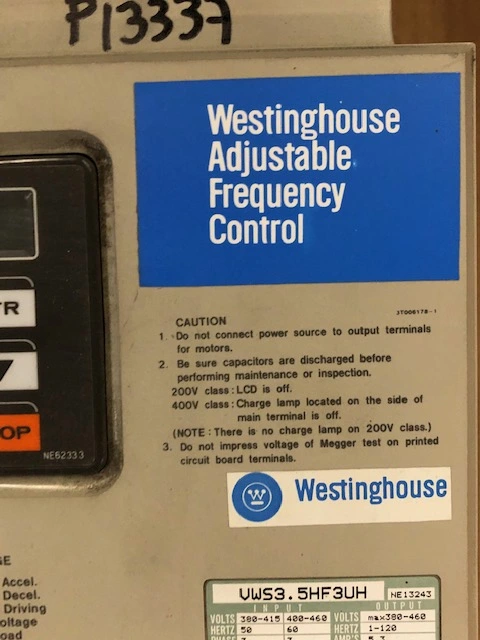 P13337
Westinghouse
Adjustable
Frequency
Control
3T006178-1
CAUTION
1. Do not connect power source to output terminals
for motors.
2. Be sure capacitors are discharged before
performing maintenance or inspection.
200V class: LCD is off.
400V class: Charge lamp located on the side of
main terminal is off.
(NOTE: There is no charge lamp on 200V class.)
3. Do not impress voltage of Megger test on printed
circuit board terminals.
TR
OP
NE62333
Westinghouse
GE
Accel.
Decel.
Driving
oltage
oad
VWS3.5HF3UH NE13243
INPUT OUTPUT
VOLTS 380-415 400-460 VOLTS max380-460
HERTZ 50 60 HERTZ 1-120
PHASE AMP'S